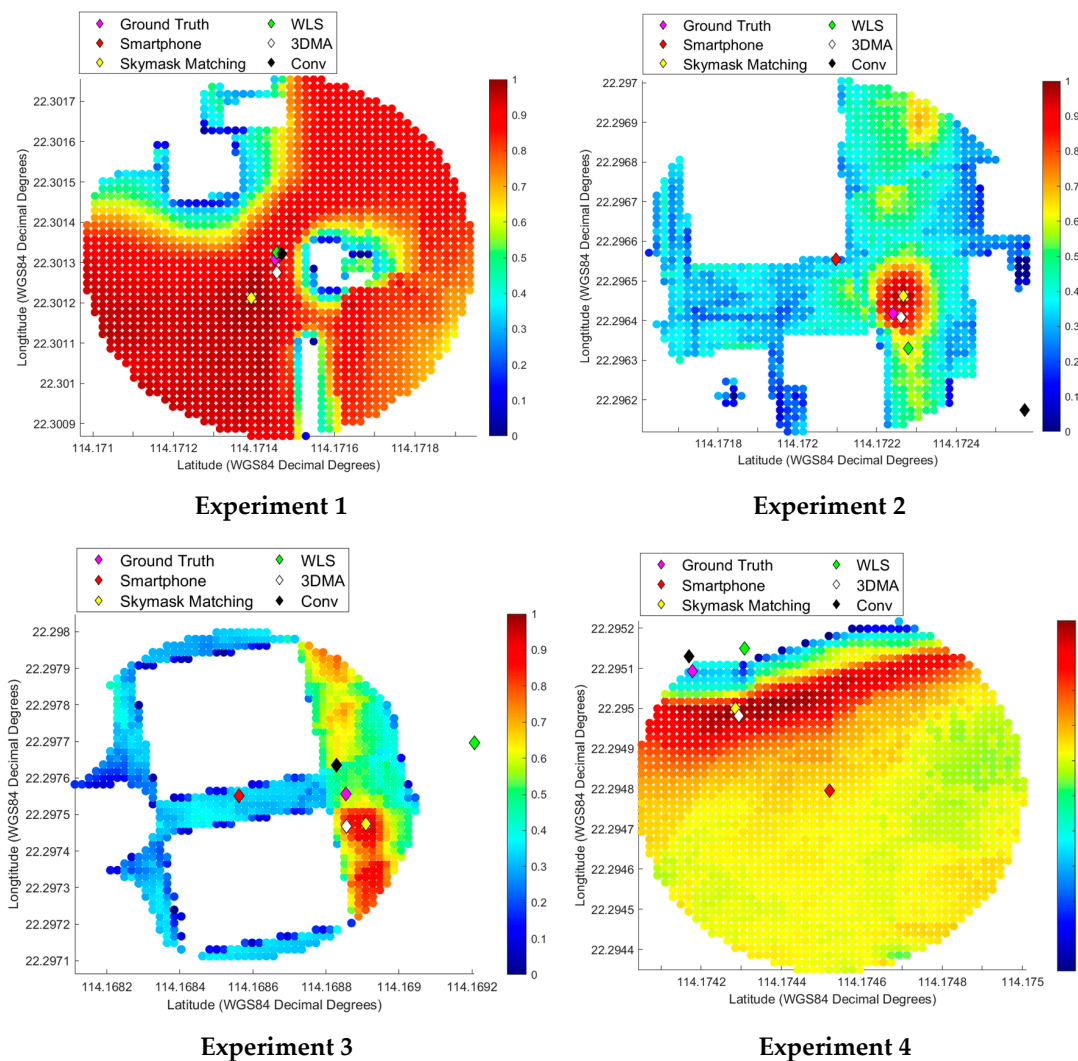 Ground Truth WLS
Smartphone 3DMA
Skymask Matching Conv
22.3017
22.3016
22.3015
22.3014
22.3013
22.3012
22.3011
22.301
22.3009
Longtitude (WGS84 Decimal Degrees)
114.171 114.1712 114.1714 114.1716 114.1718
Latitude (WGS84 Decimal Degrees)
1
0.9
0.8
0.7
0.6
0.5
0.4
0.3
0.2
0.1
0
Experiment 1
Ground Truth WLS
Smartphone 3DMA
Skymask Matching Conv
22.297
22.2969
22.2968
22.2967
22.2966
22.2965
22.2964
22.2963
22.2962
Longtitude (WGS84 Decimal Degrees)
114.1718 114.172 114.1722 114.1724
Latitude (WGS84 Decimal Degrees)
1
0.9
0.8
0.7
0.6
0.5
0.4
0.3
0.2
0.1
0
Experiment 2
Ground Truth WLS
Smartphone 3DMA
Skymask Matching Conv
22.298
22.2979
22.2978
22.2977
22.2976
22.2975
22.2974
22.2973
22.2972
22.2971
Longtitude (WGS84 Decimal Degrees)
114.1682 114.1684 114.1686 114.1688 114.169 114.1692
Latitude (WGS84 Decimal Degrees)
1
0.9
0.8
0.7
0.6
0.5
0.4
0.3
0.2
0.1
0
Experiment 3
Ground Truth WLS
Smartphone 3DMA
Skymask Matching Conv
22.2952
22.2951
22.295
22.2949
22.2948
22.2947
22.2946
22.2945
22.2944
Longtitude (WGS84 Decimal Degrees)
114.1742 114.1744 114.1746 114.1748 114.175
Latitude (WGS84 Decimal Degrees)
Experiment 4